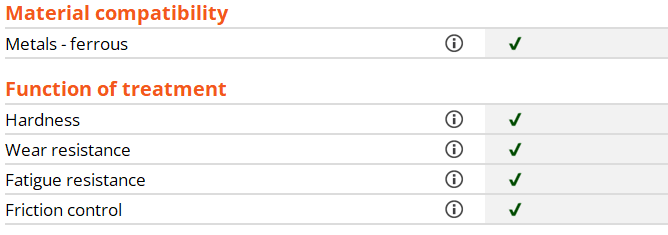 Material compatibility
Metals - ferrous
Function of treatment
Hardness
Wear resistance
Fatigue resistance
Friction control